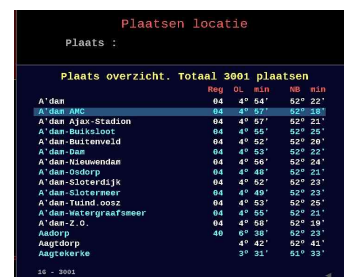 Plaatsen locatie
Plaats :
Plaats overzicht. Totaal 3001 plaatsen
Reg OL min NB min
A'dam 04 4° 54' 52° 22'
A'dam AMC 04 4° 57' 52° 18'
A'dam Ajax-Stadion 04 4° 57' 52° 21'
A'dam-Buiksloot 04 4° 55' 52° 25'
A'dam-Buitenveld 04 4° 52' 52° 20'
A'dam-Dam 04 4° 53' 52° 22'
A'dam-Nieuwendam 04 4° 56' 52° 24'
A'dam-Osdorp 04 4° 48' 52° 21'
A'dam-Sloterdijk 04 4° 52' 52° 23'
A'dam-Slotermeer 04 4° 49' 52° 23'
A'dam-Tuind.oosz 04 4° 53' 52° 25'
A'dam-Watergraafsmeer 04 4° 55' 52° 21'
A'dam-Z.O. 04 4° 58' 52° 19'
Aadorp 40 6° 38' 52° 23'
Aagtdorp 4° 42' 52° 41'
Aagtekerke 3° 31' 51° 33'
16 - 3001